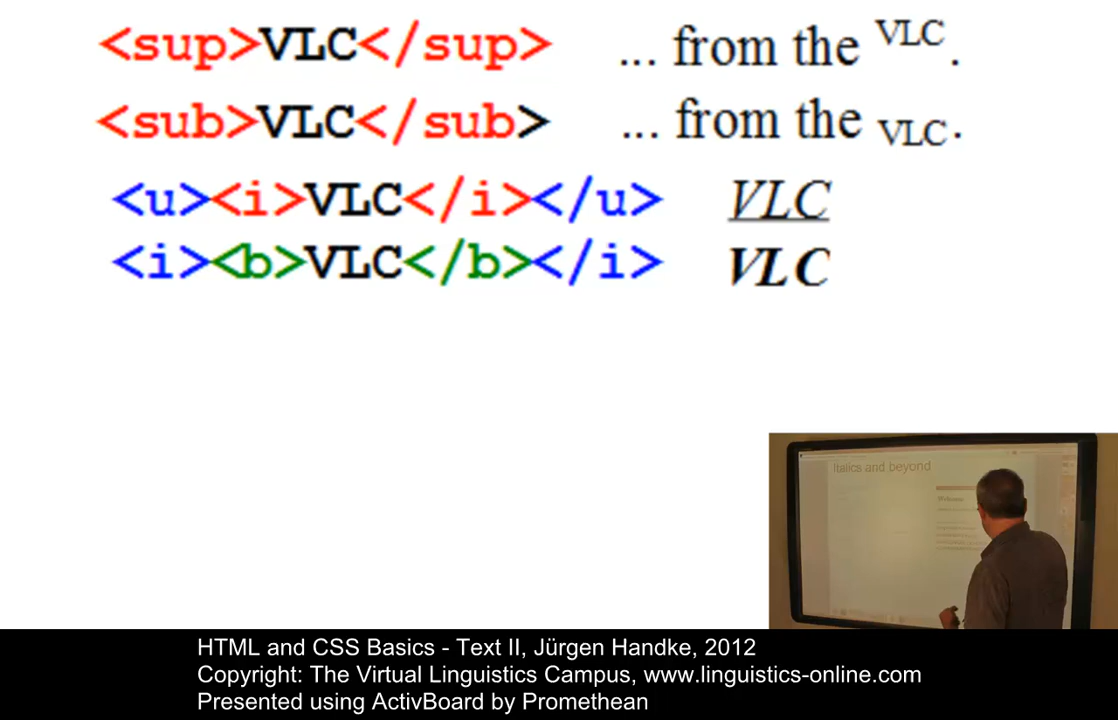 <sup>VLC</sup> ... from the VLC.
<sub>VLC</sub> ... from the VLC.
<u><i>VLC</i></u> VLC
<i><b>VLC</b></i> VLC
Italics and beyond
Welcome
HTML and CSS Basics - Text II, Jürgen Handke, 2012
Copyright: The Virtual Linguistics Campus, www.linguistics-online.com
Presented using ActivBoard by Promethean